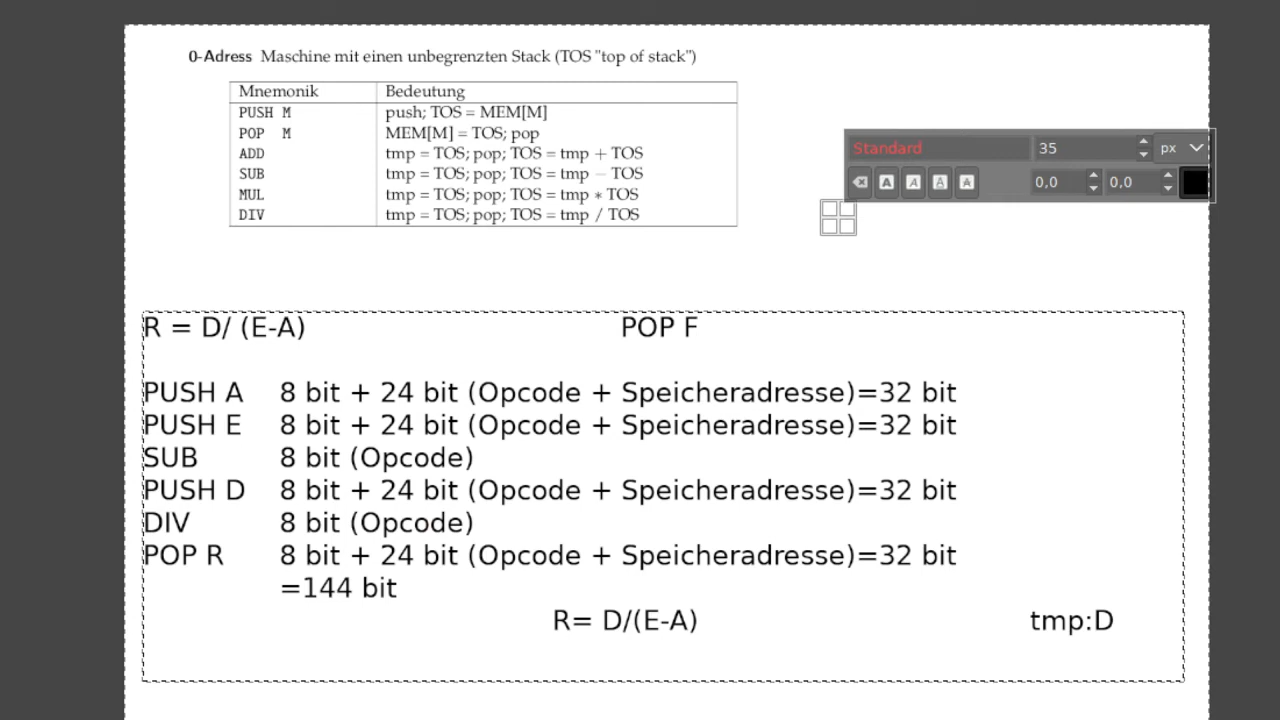 0-Adress Maschine mit einen unbegrenzten Stack (TOS "top of stack")
Mnemonik Bedeutung
PUSH M push; TOS = MEM[M]
POP M MEM[M] = TOS; pop
ADD tmp = TOS; pop; TOS = tmp + TOS
SUB tmp = TOS; pop; TOS = tmp − TOS
MUL tmp = TOS; pop; TOS = tmp ∗ TOS
DIV tmp = TOS; pop; TOS = tmp / TOS
Standard 35 px
0,0 0,0
R = D/ (E-A) POP F
PUSH A 8 bit + 24 bit (Opcode + Speicheradresse)=32 bit
PUSH E 8 bit + 24 bit (Opcode + Speicheradresse)=32 bit
SUB 8 bit (Opcode)
PUSH D 8 bit + 24 bit (Opcode + Speicheradresse)=32 bit
DIV 8 bit (Opcode)
POP R 8 bit + 24 bit (Opcode + Speicheradresse)=32 bit
=144 bit
R= D/(E-A) tmp:D